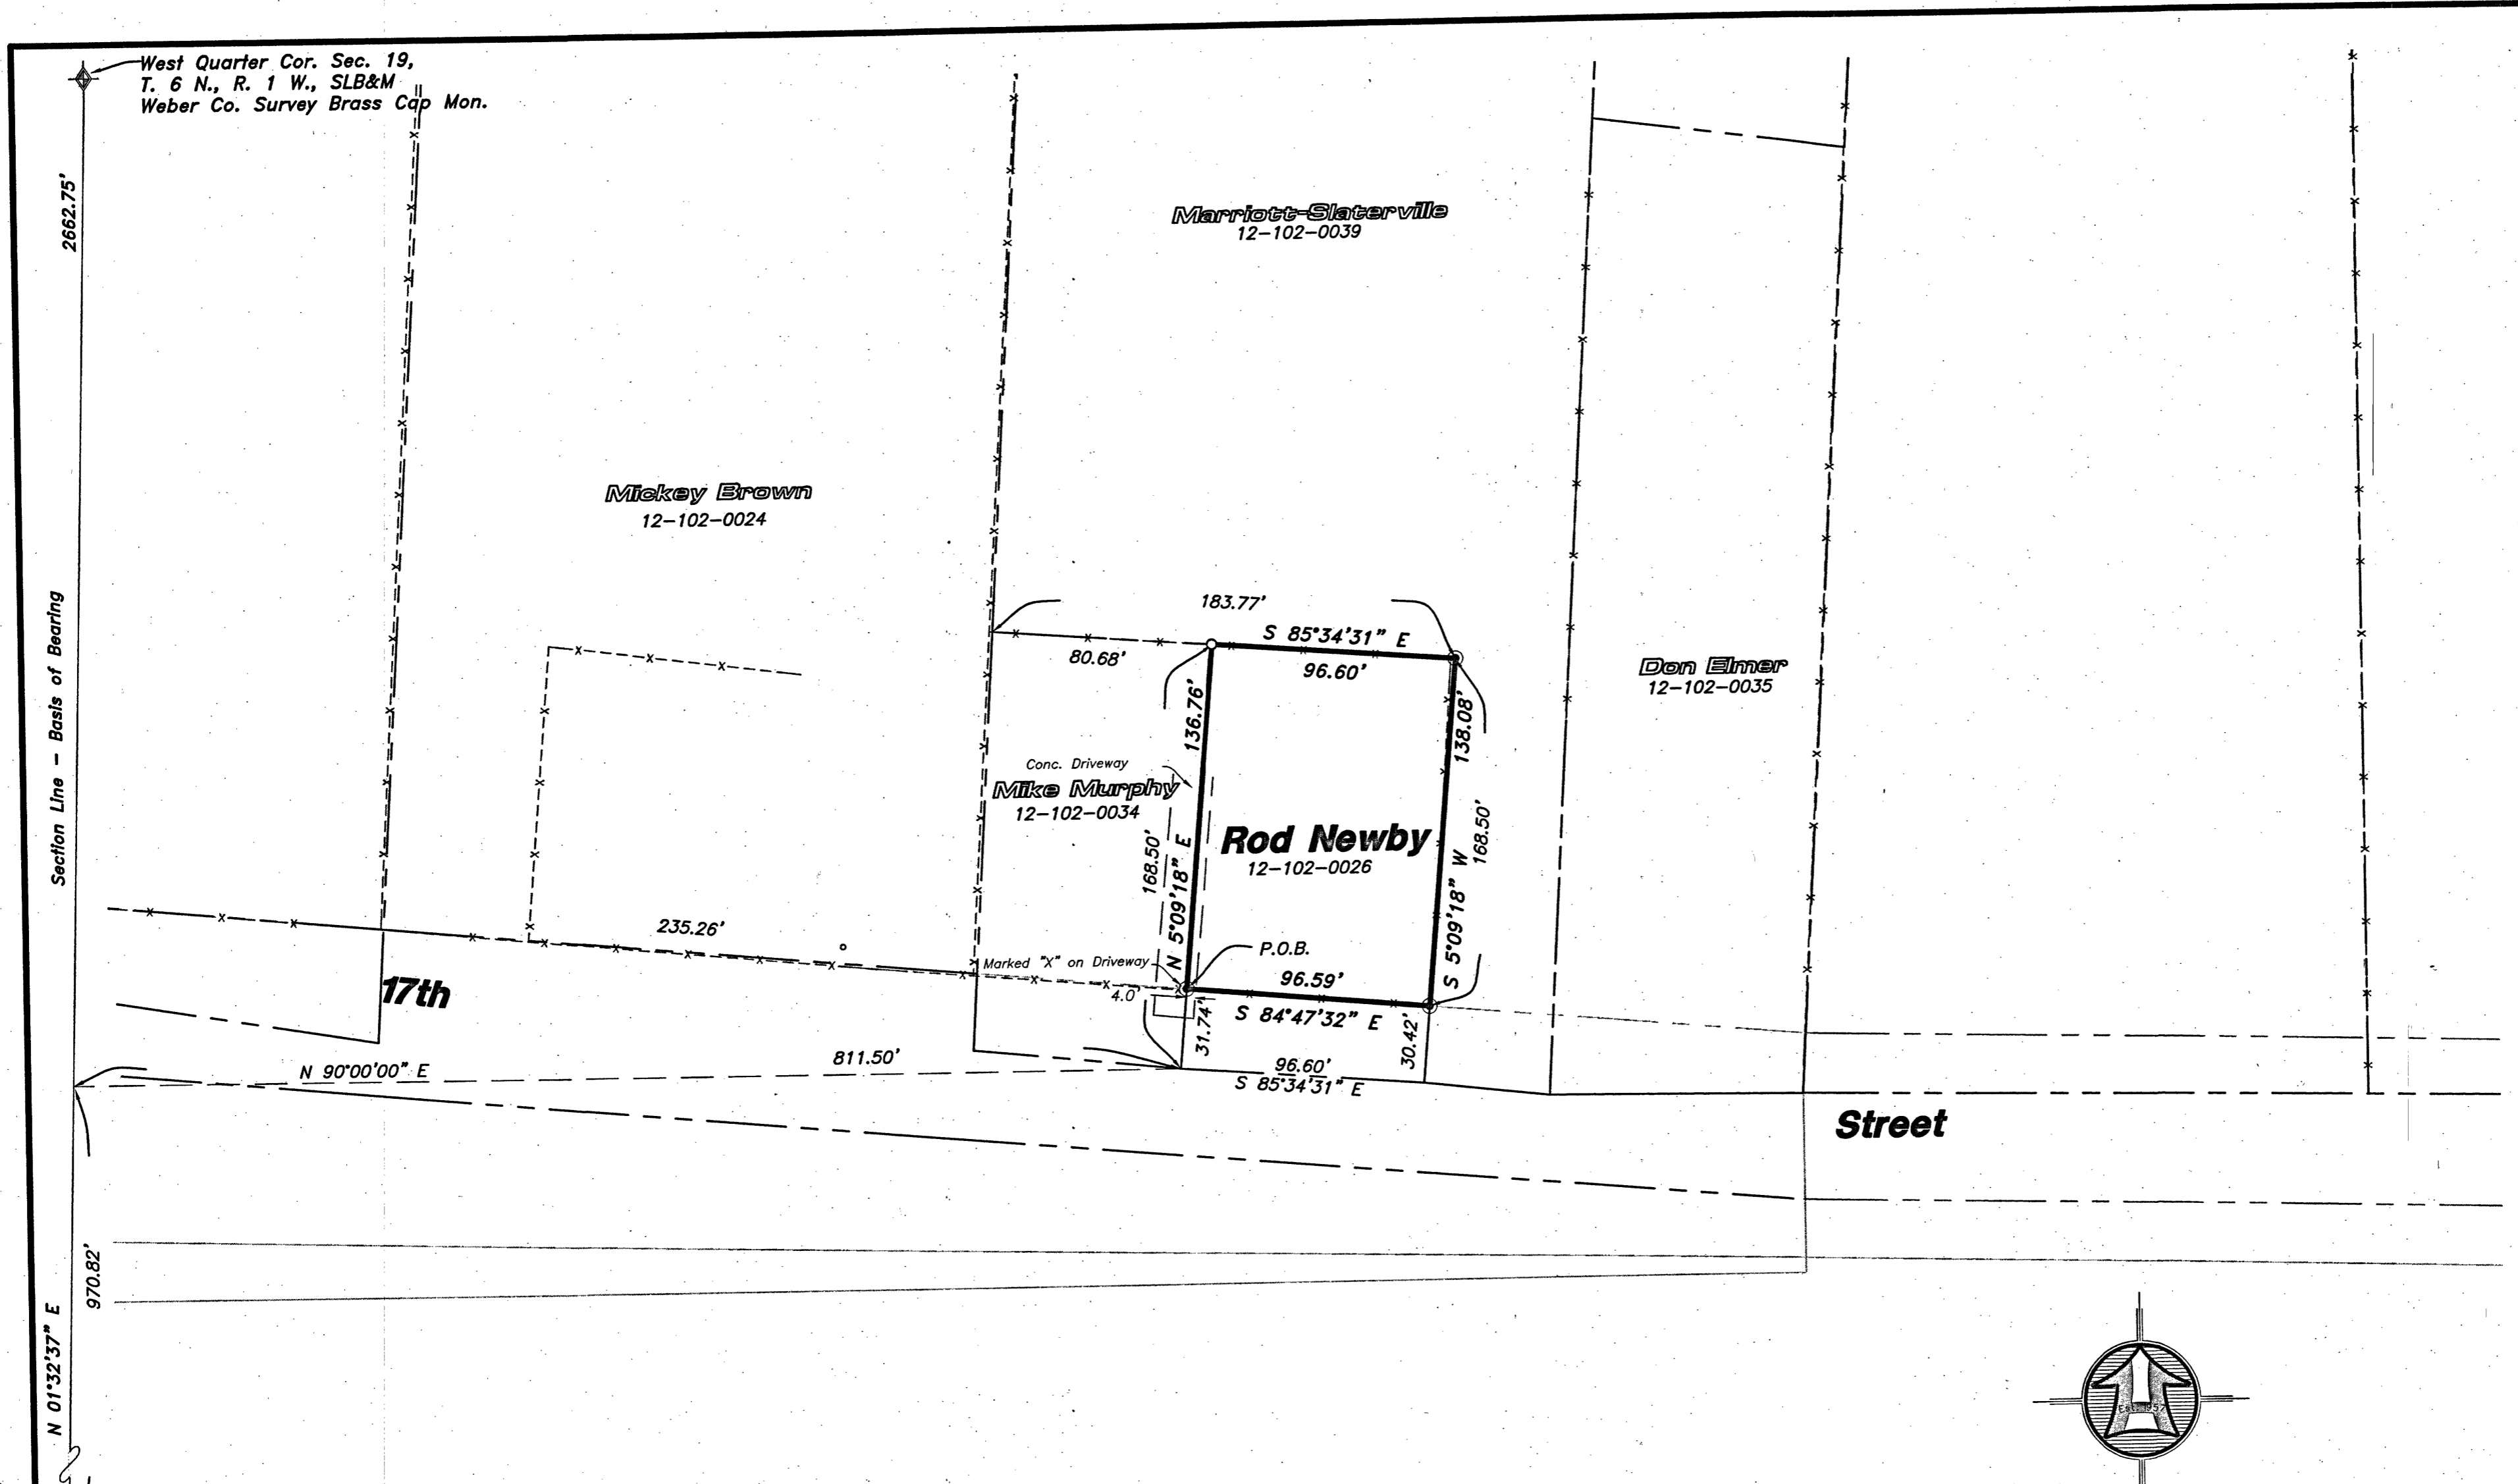 West Quarter Cor. Sec. 19,
T. 6 N., R. 1 W., SLB&M
Weber Co. Survey Brass Cap Mon.
2662.75'
Section Line – Basis of Bearing
N 01°32'37" E
970.82'
Marriott-Slaterville
12-102-0039
Mickey Brown
12-102-0024
183.77'
S 85°34'31" E
80.68'
96.60'
Don Elmer
12-102-0035
136.76'
138.08'
Conc. Driveway
Mike Murphy
12-102-0034
168.50'
N 5°09'18" E
Rod Newby
12-102-0026
168.50'
S 5°09'18" W
235.26'
Marked "X" on Driveway
P.O.B.
96.59'
S 84°47'32" E
4.0'
31.74'
30.42'
17th
N 90°00'00" E
811.50'
96.60'
S 85°34'31" E
Street